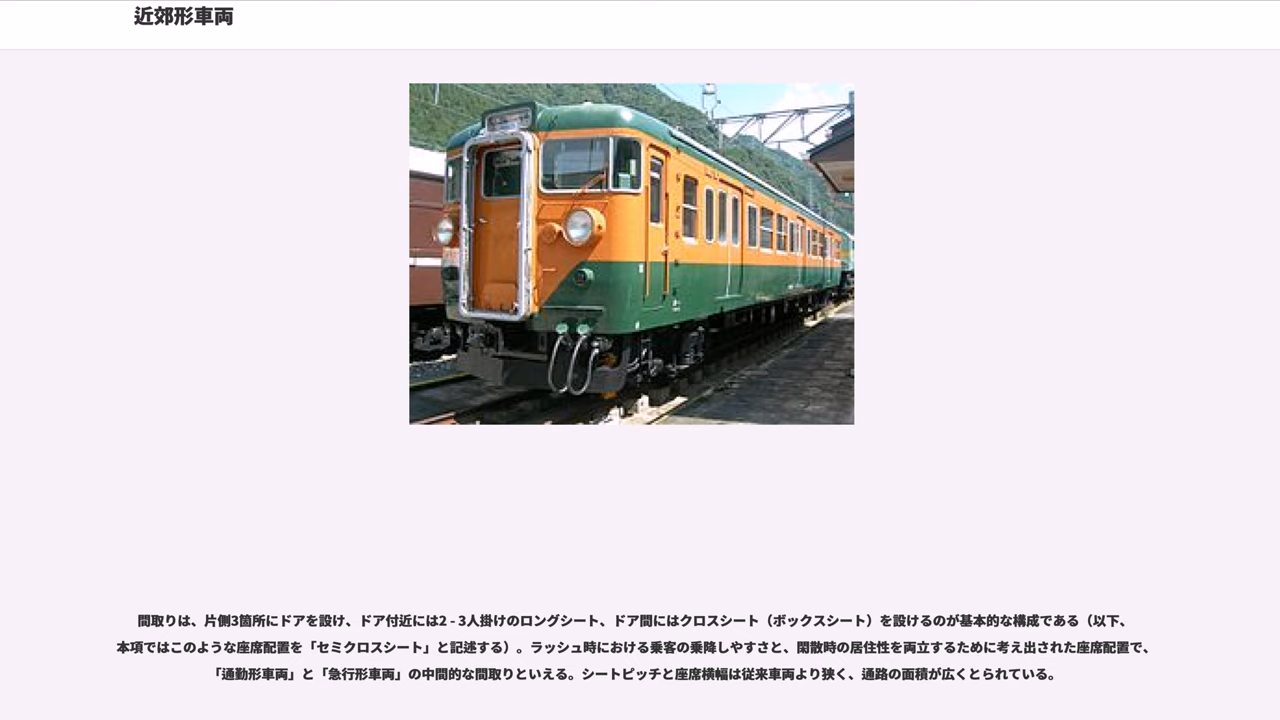 近郊形車両
間取りは、片側3箇所にドアを設け、ドア付近には2 - 3人掛けのロングシート、ドア間にはクロスシート（ボックスシート）を設けるのが基本的な構成である（以下、
本項ではこのような座席配置を「セミクロスシート」と記述する）。ラッシュ時における乗客の乗降しやすさと、閑散時の居住性を両立するために考え出された座席配置で、
「通勤形車両」と「急行形車両」の中間的な間取りといえる。シートピッチと座席横幅は従来車両より狭く、通路の面積が広くとられている。